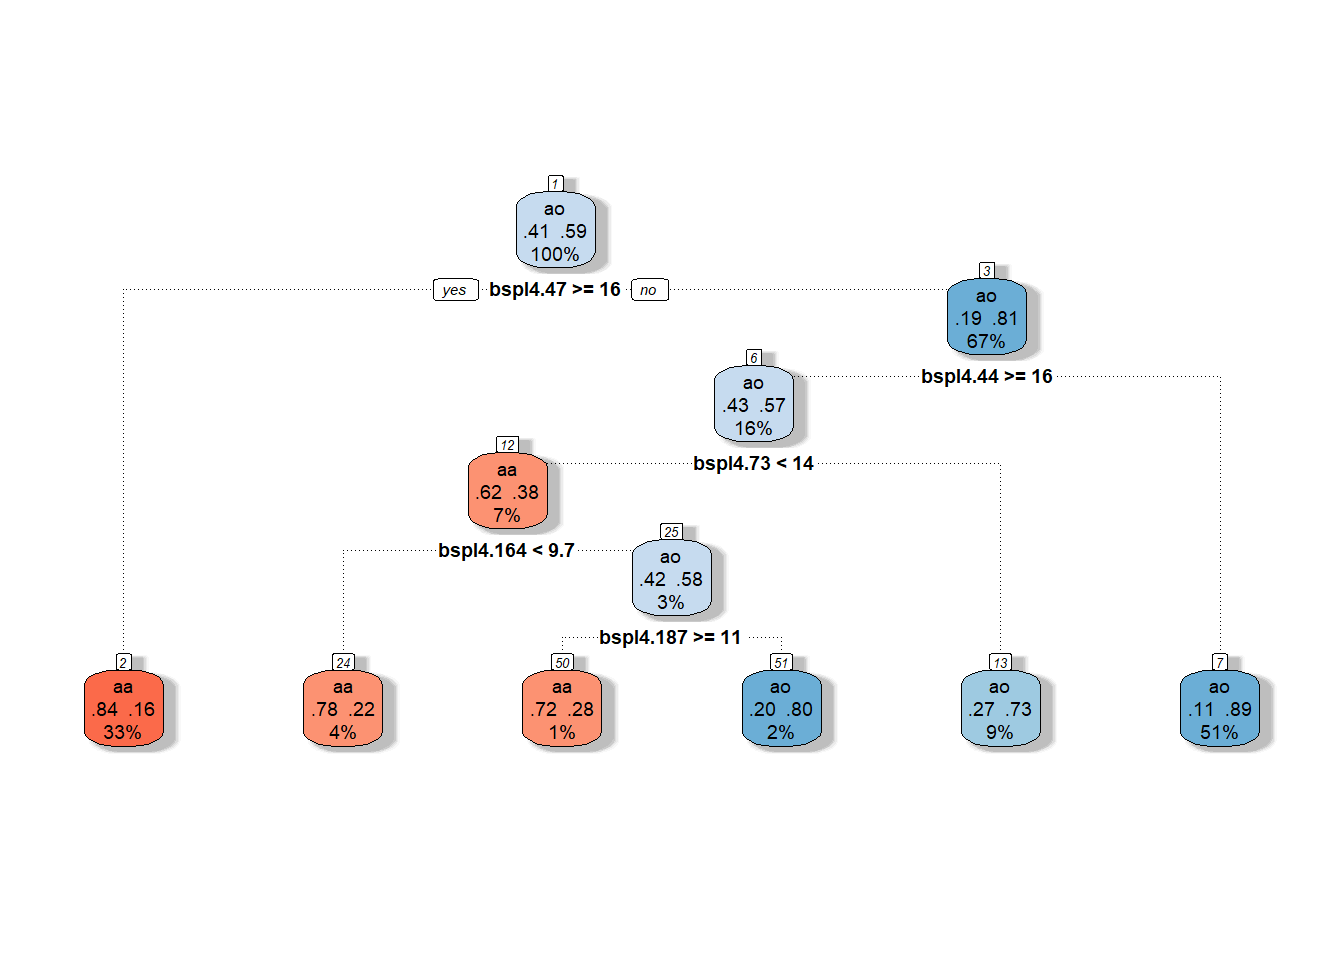 1
ao
.41 .59
100%
yes bspl4.47 >= 16 no
3
ao
.19 .81
67%
bspl4.44 >= 16
6
ao
.43 .57
16%
bspl4.73 < 14
12
aa
.62 .38
7%
bspl4.164 < 9.7
25
ao
.42 .58
3%
bspl4.187 >= 11
2
aa
.84 .16
33%
24
aa
.78 .22
4%
50
aa
.72 .28
1%
51
ao
.20 .80
2%
13
ao
.27 .73
9%
7
ao
.11 .89
51%